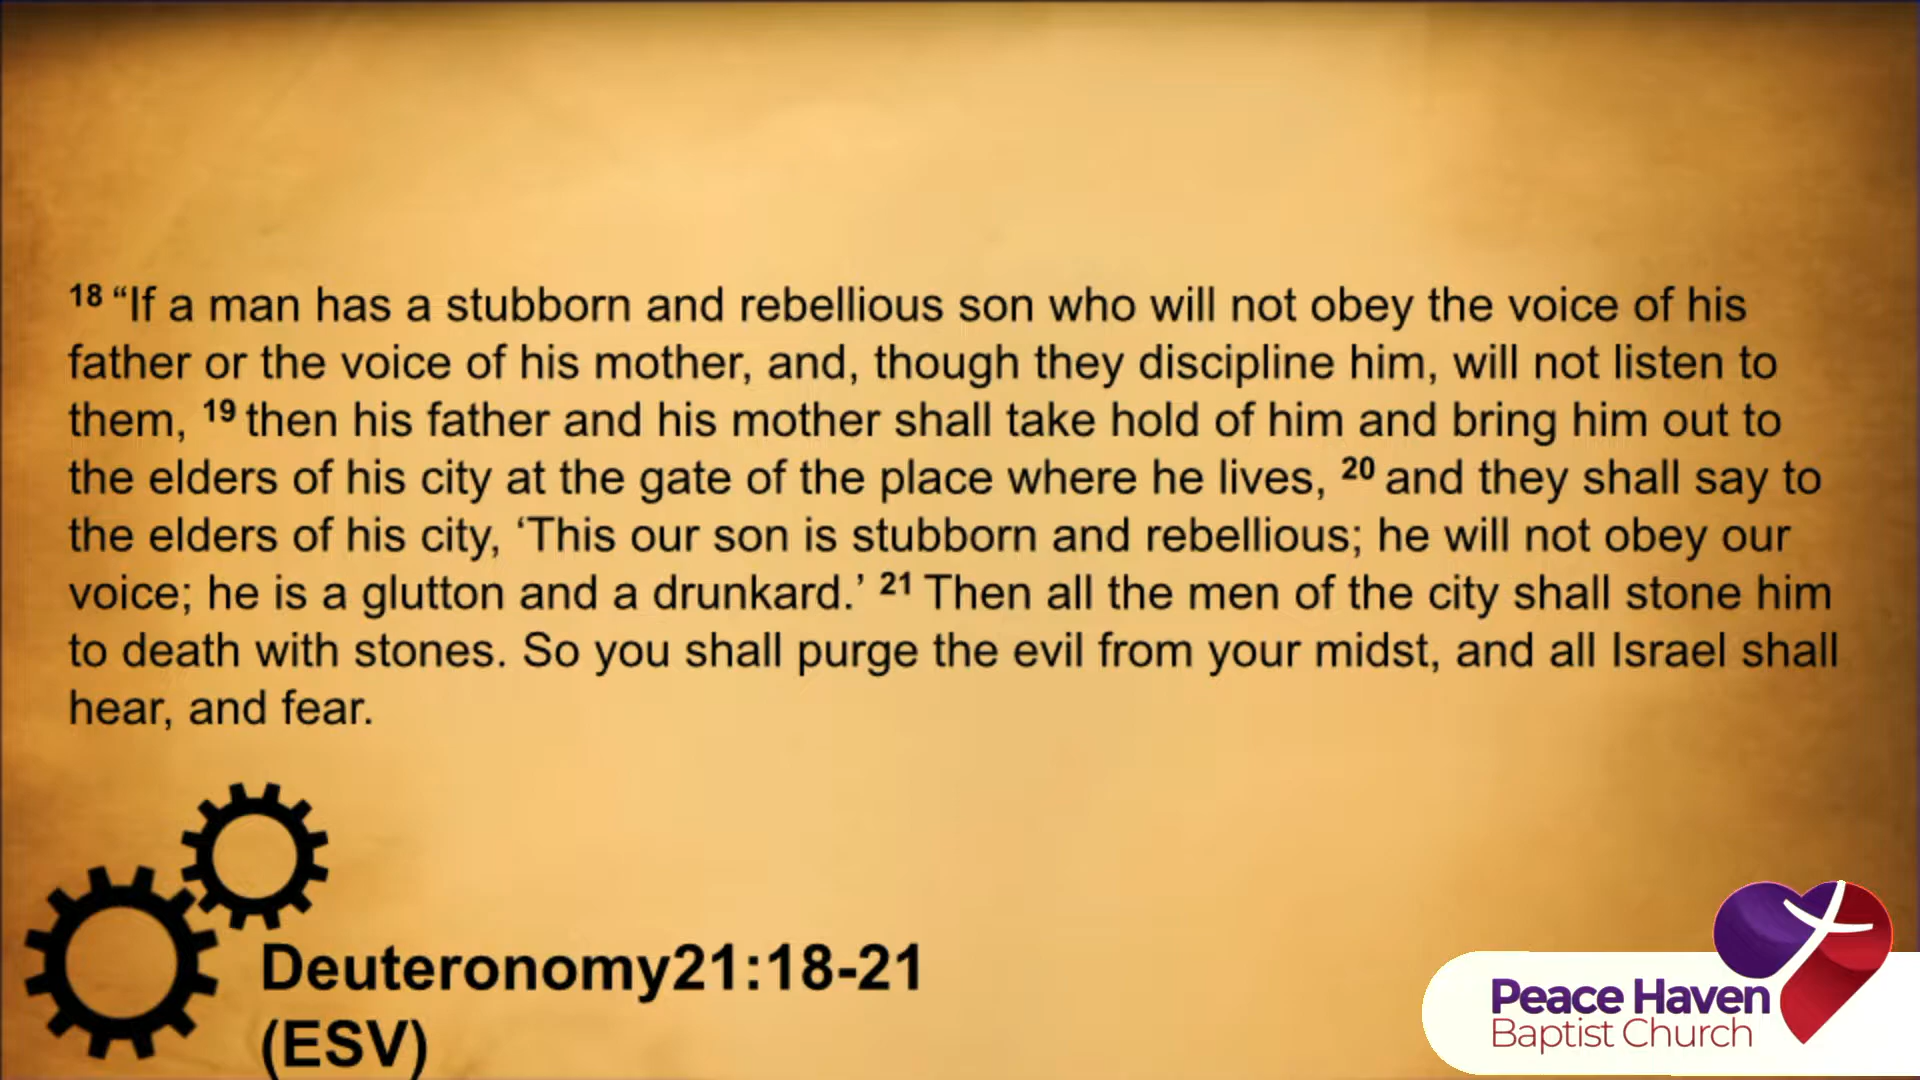 18 “If a man has a stubborn and rebellious son who will not obey the voice of his
father or the voice of his mother, and, though they discipline him, will not listen to
them, 19 then his father and his mother shall take hold of him and bring him out to
the elders of his city at the gate of the place where he lives, 20 and they shall say to
the elders of his city, ‘This our son is stubborn and rebellious; he will not obey our
voice; he is a glutton and a drunkard.’ 21 Then all the men of the city shall stone him
to death with stones. So you shall purge the evil from your midst, and all Israel shall
hear, and fear.
Deuteronomy21:18-21
(ESV)
Peace Haven
Baptist Church